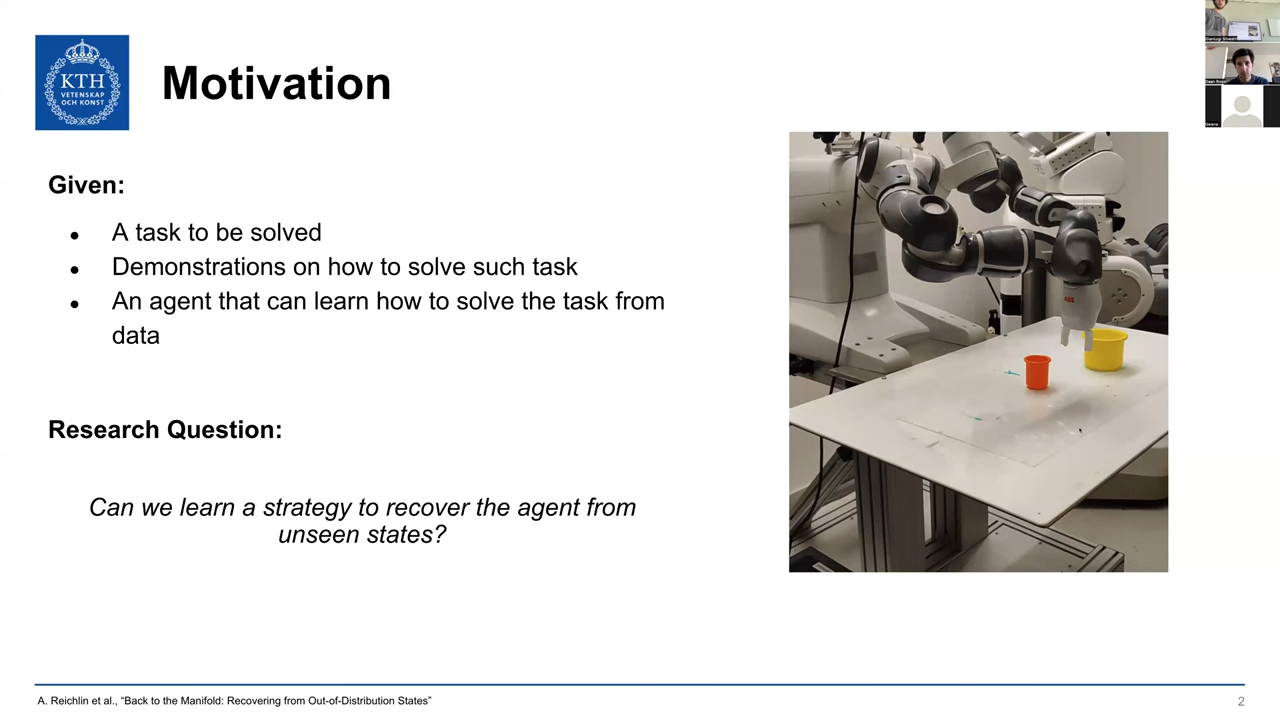 KTH
VETENSKAP
OCH KONST
Motivation
Given:
● A task to be solved
● Demonstrations on how to solve such task
● An agent that can learn how to solve the task from
data
Research Question:
Can we learn a strategy to recover the agent from
unseen states?
ABB
A. Reichlin et al., “Back to the Manifold: Recovering from Out-of-Distribution States”
2